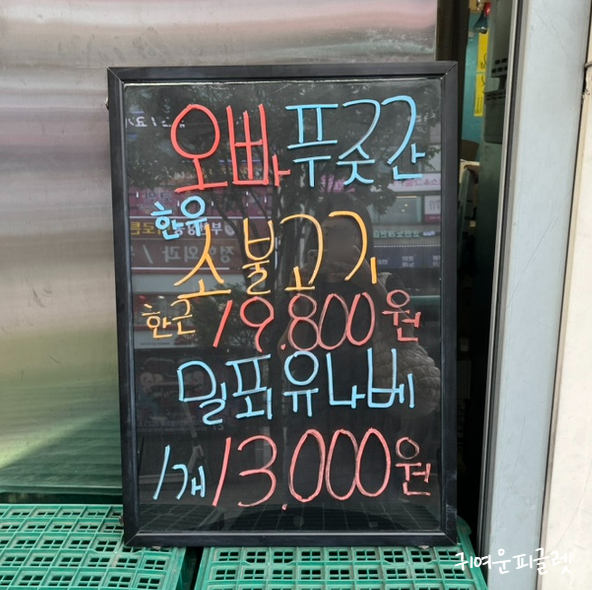 오빠푸줏간
한우
소불고기
한근 19.800원
밀푀유나베
1개 13.000원
귀여운피글렛